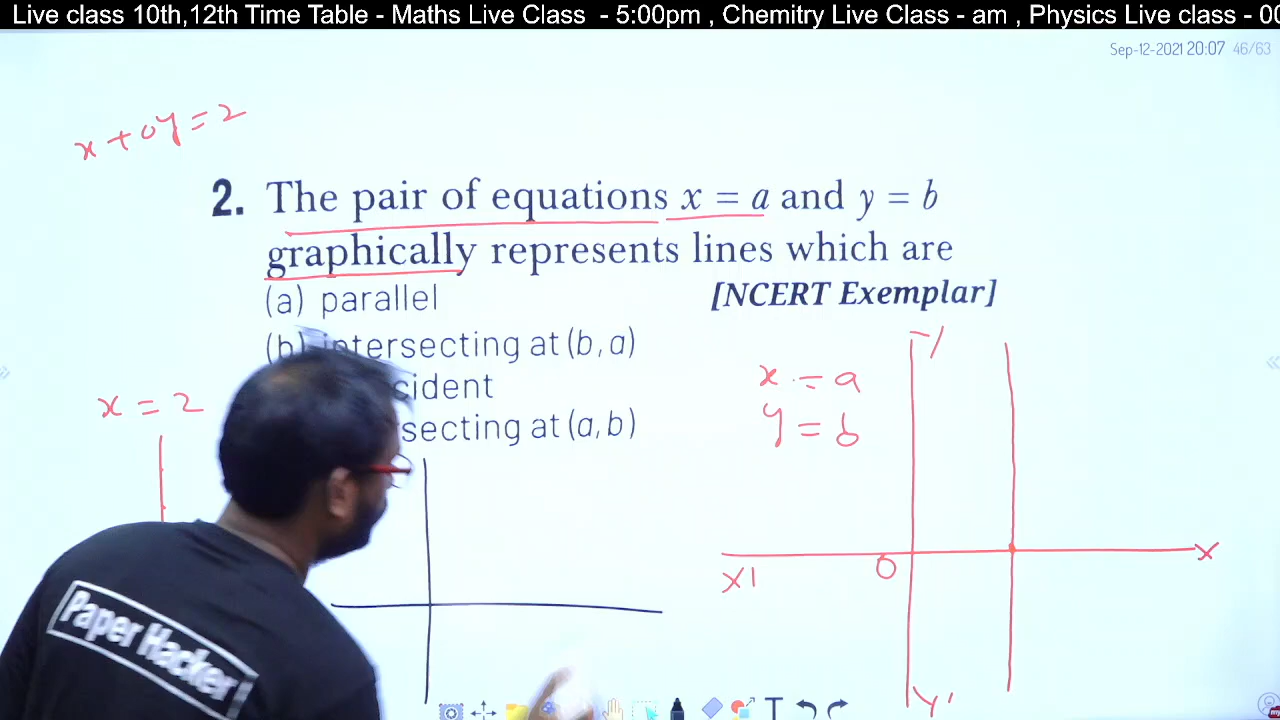 Live class 10th,12th Time Table - Maths Live Class - 5:00pm , Chemitry Live Class - am , Physics Live class - 00
Sep-12-2021 20:07 46/63
x + 0y = 2
2. The pair of equations x = a and y = b
graphically represents lines which are
(a) parallel
[NCERT Exemplar]
(b) intersecting at (b, a)
cident
secting at (a, b)
x = 2
x = a
y = b
Y
X
X'
O
Y'
Paper Hacker
T